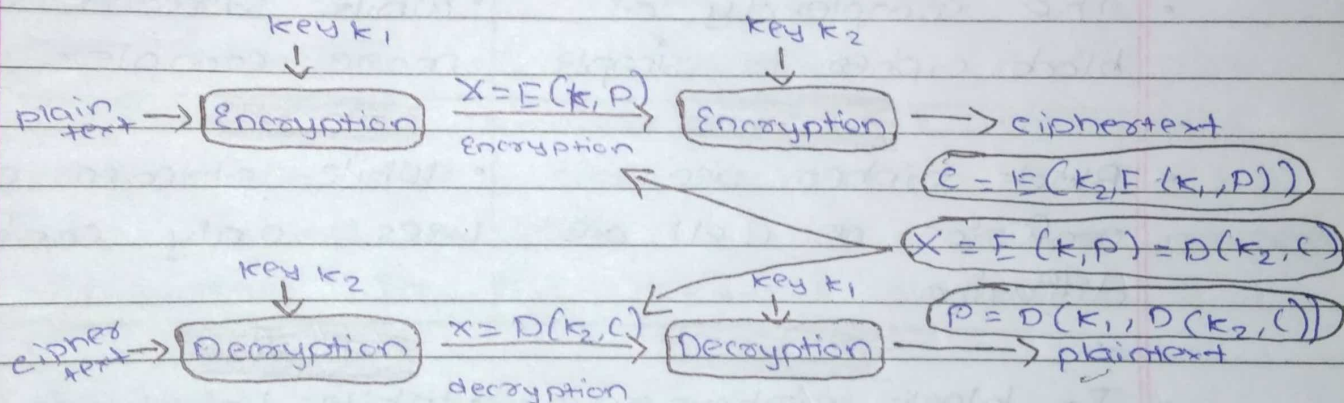 key k₁ key k₂
plain text → Encryption X=E(k,P) Encryption → ciphertext
Encryption
C = E(K₂,E (K₁,P))
X = E(K,P) = D(K₂,C)
key k₂ key k₁
P = D(K₁, D(K₂,C))
cipher text → Decryption x = D(K₂,C) Decryption → plaintext
decryption